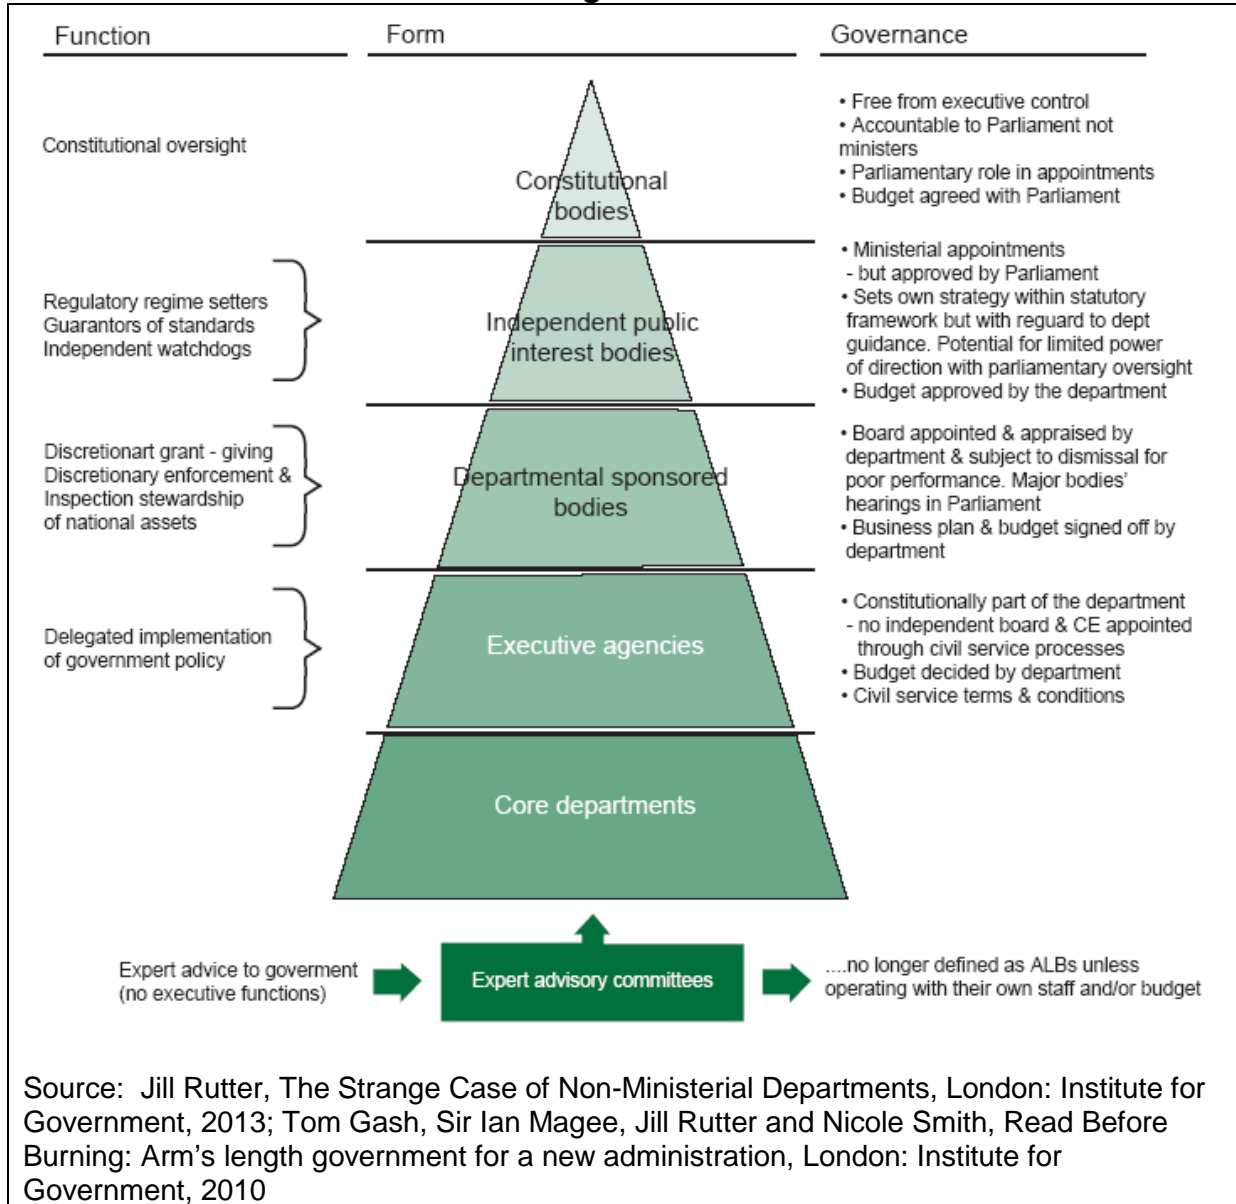 Function
Form
Governance
Constitutional oversight
Constitutional
bodies
• Free from executive control
• Accountable to Parliament not
ministers
• Parliamentary role in appointments
• Budget agreed with Parliament
Regulatory regime setters
Guarantors of standards
Independent watchdogs
Independent public
interest bodies
• Ministerial appointments
- but approved by Parliament
• Sets own strategy within statutory
framework but with reguard to dept
guidance. Potential for limited power
of direction with parliamentary oversight
• Budget approved by the department
Discretionart grant - giving
Discretionary enforcement &
Inspection stewardship
of national assets
Departmental sponsored
bodies
• Board appointed & appraised by
department & subject to dismissal for
poor performance. Major bodies'
hearings in Parliament
• Business plan & budget signed off by
department
Delegated implementation
of government policy
Executive agencies
• Constitutionally part of the department
- no independent board & CE appointed
through civil service processes
• Budget decided by department
• Civil service terms & conditions
Core departments
Expert advice to goverment
(no executive functions)
Expert advisory committees
....no longer defined as ALBs unless
operating with their own staff and/or budget
Source: Jill Rutter, The Strange Case of Non-Ministerial Departments, London: Institute for
Government, 2013; Tom Gash, Sir Ian Magee, Jill Rutter and Nicole Smith, Read Before
Burning: Arm's length government for a new administration, London: Institute for
Government, 2010